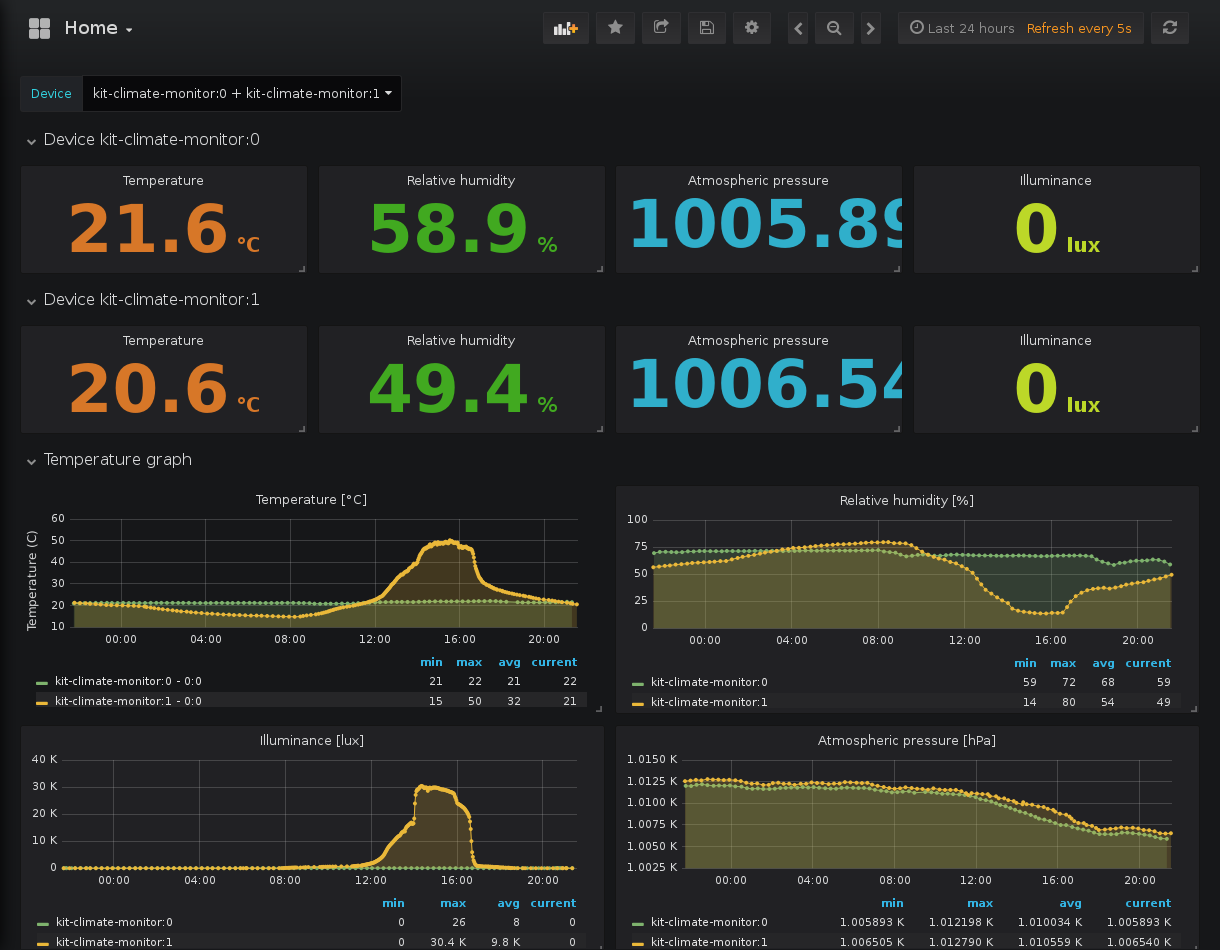 Home
Last 24 hours Refresh every 5s
Device kit-climate-monitor:0 + kit-climate-monitor:1
Device kit-climate-monitor:0
Temperature Relative humidity Atmospheric pressure Illuminance
21.6 °C 58.9 % 1005.89 0 lux
Device kit-climate-monitor:1
Temperature Relative humidity Atmospheric pressure Illuminance
20.6 °C 49.4 % 1006.54 0 lux
Temperature graph
Temperature [°C]
Temperature (C)
60
50
40
30
20
10
00:00 04:00 08:00 12:00 16:00 20:00
min max avg current
kit-climate-monitor:0 - 0:0 21 22 21 22
kit-climate-monitor:1 - 0:0 15 50 32 21
Relative humidity [%]
100
75
50
25
0
00:00 04:00 08:00 12:00 16:00 20:00
min max avg current
kit-climate-monitor:0 59 72 68 59
kit-climate-monitor:1 14 80 54 49
Illuminance [lux]
40 K
30 K
20 K
10 K
0
00:00 04:00 08:00 12:00 16:00 20:00
min max avg current
kit-climate-monitor:0 0 26 8 0
kit-climate-monitor:1 0 30.4 K 9.8 K 0
Atmospheric pressure [hPa]
1.0150 K
1.0125 K
1.0100 K
1.0075 K
1.0050 K
1.0025 K
00:00 04:00 08:00 12:00 16:00 20:00
min max avg current
kit-climate-monitor:0 1.005893 K 1.012198 K 1.010034 K 1.005893 K
kit-climate-monitor:1 1.006505 K 1.012790 K 1.010559 K 1.006540 K